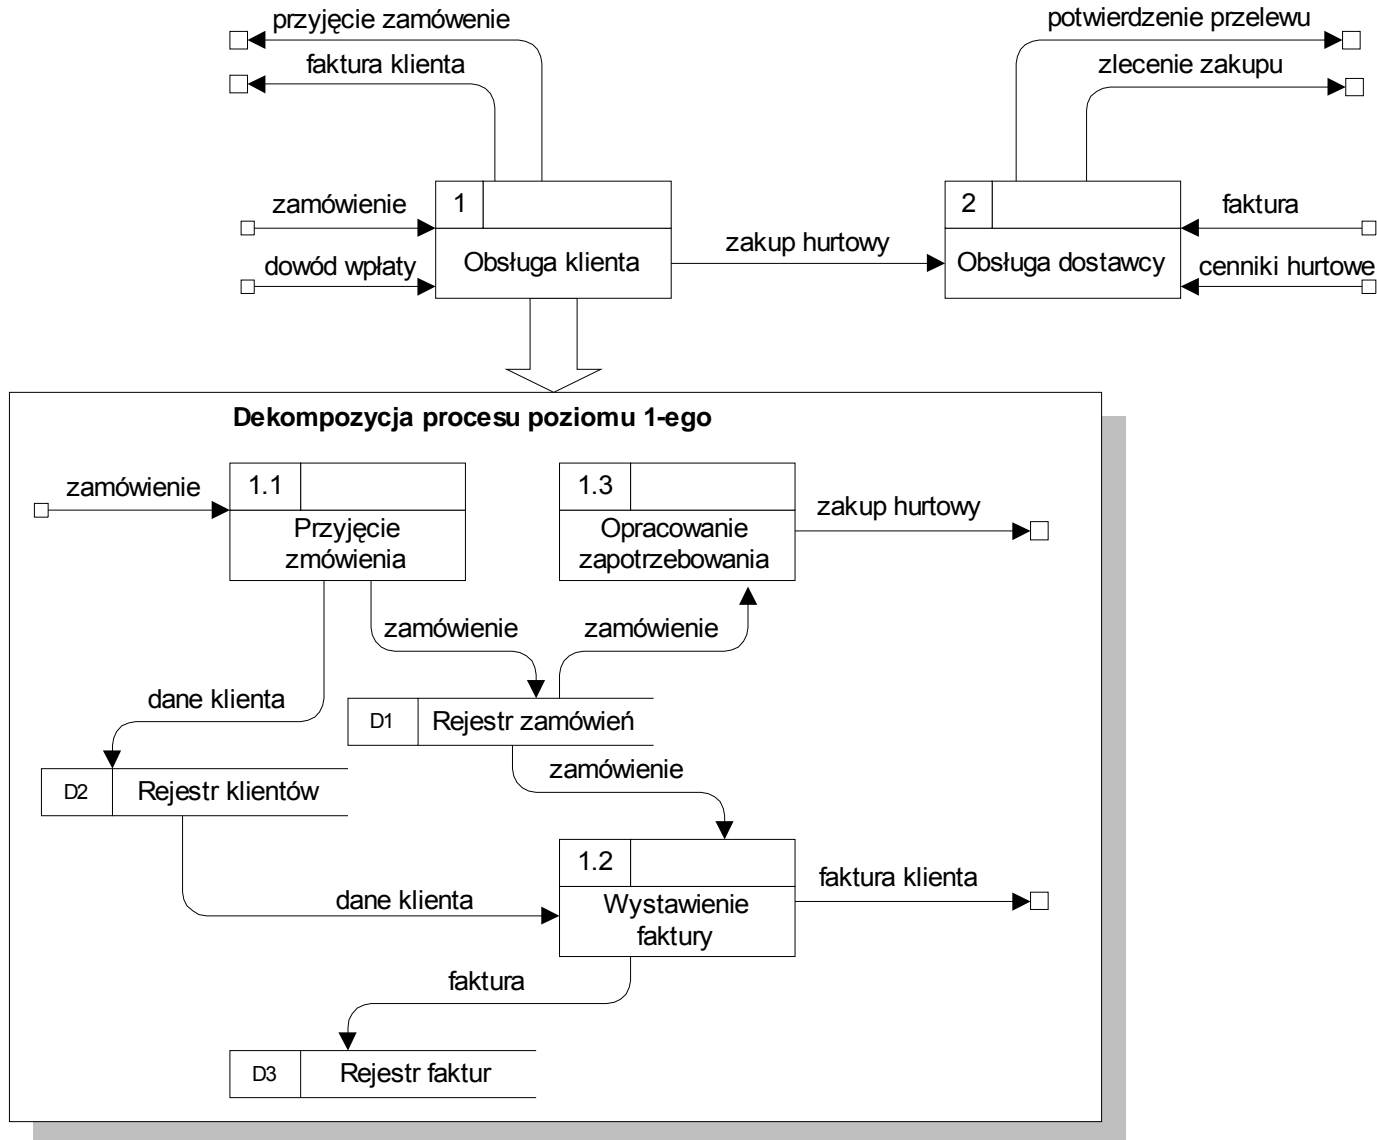 przyjęcie zamówenie
potwierdzenie przelewu
faktura klienta
zlecenie zakupu
zamówienie
1
2
faktura
dowód wpłaty
Obsługa klienta
zakup hurtowy
Obsługa dostawcy
cenniki hurtowe
Dekompozycja procesu poziomu 1-ego
zamówienie
1.1
1.3
zakup hurtowy
Przyjęcie
zmówienia
Opracowanie
zapotrzebowania
zamówienie
zamówienie
dane klienta
D1
Rejestr zamówień
zamówienie
D2
Rejestr klientów
1.2
faktura klienta
dane klienta
Wystawienie
faktury
faktura
D3
Rejestr faktur